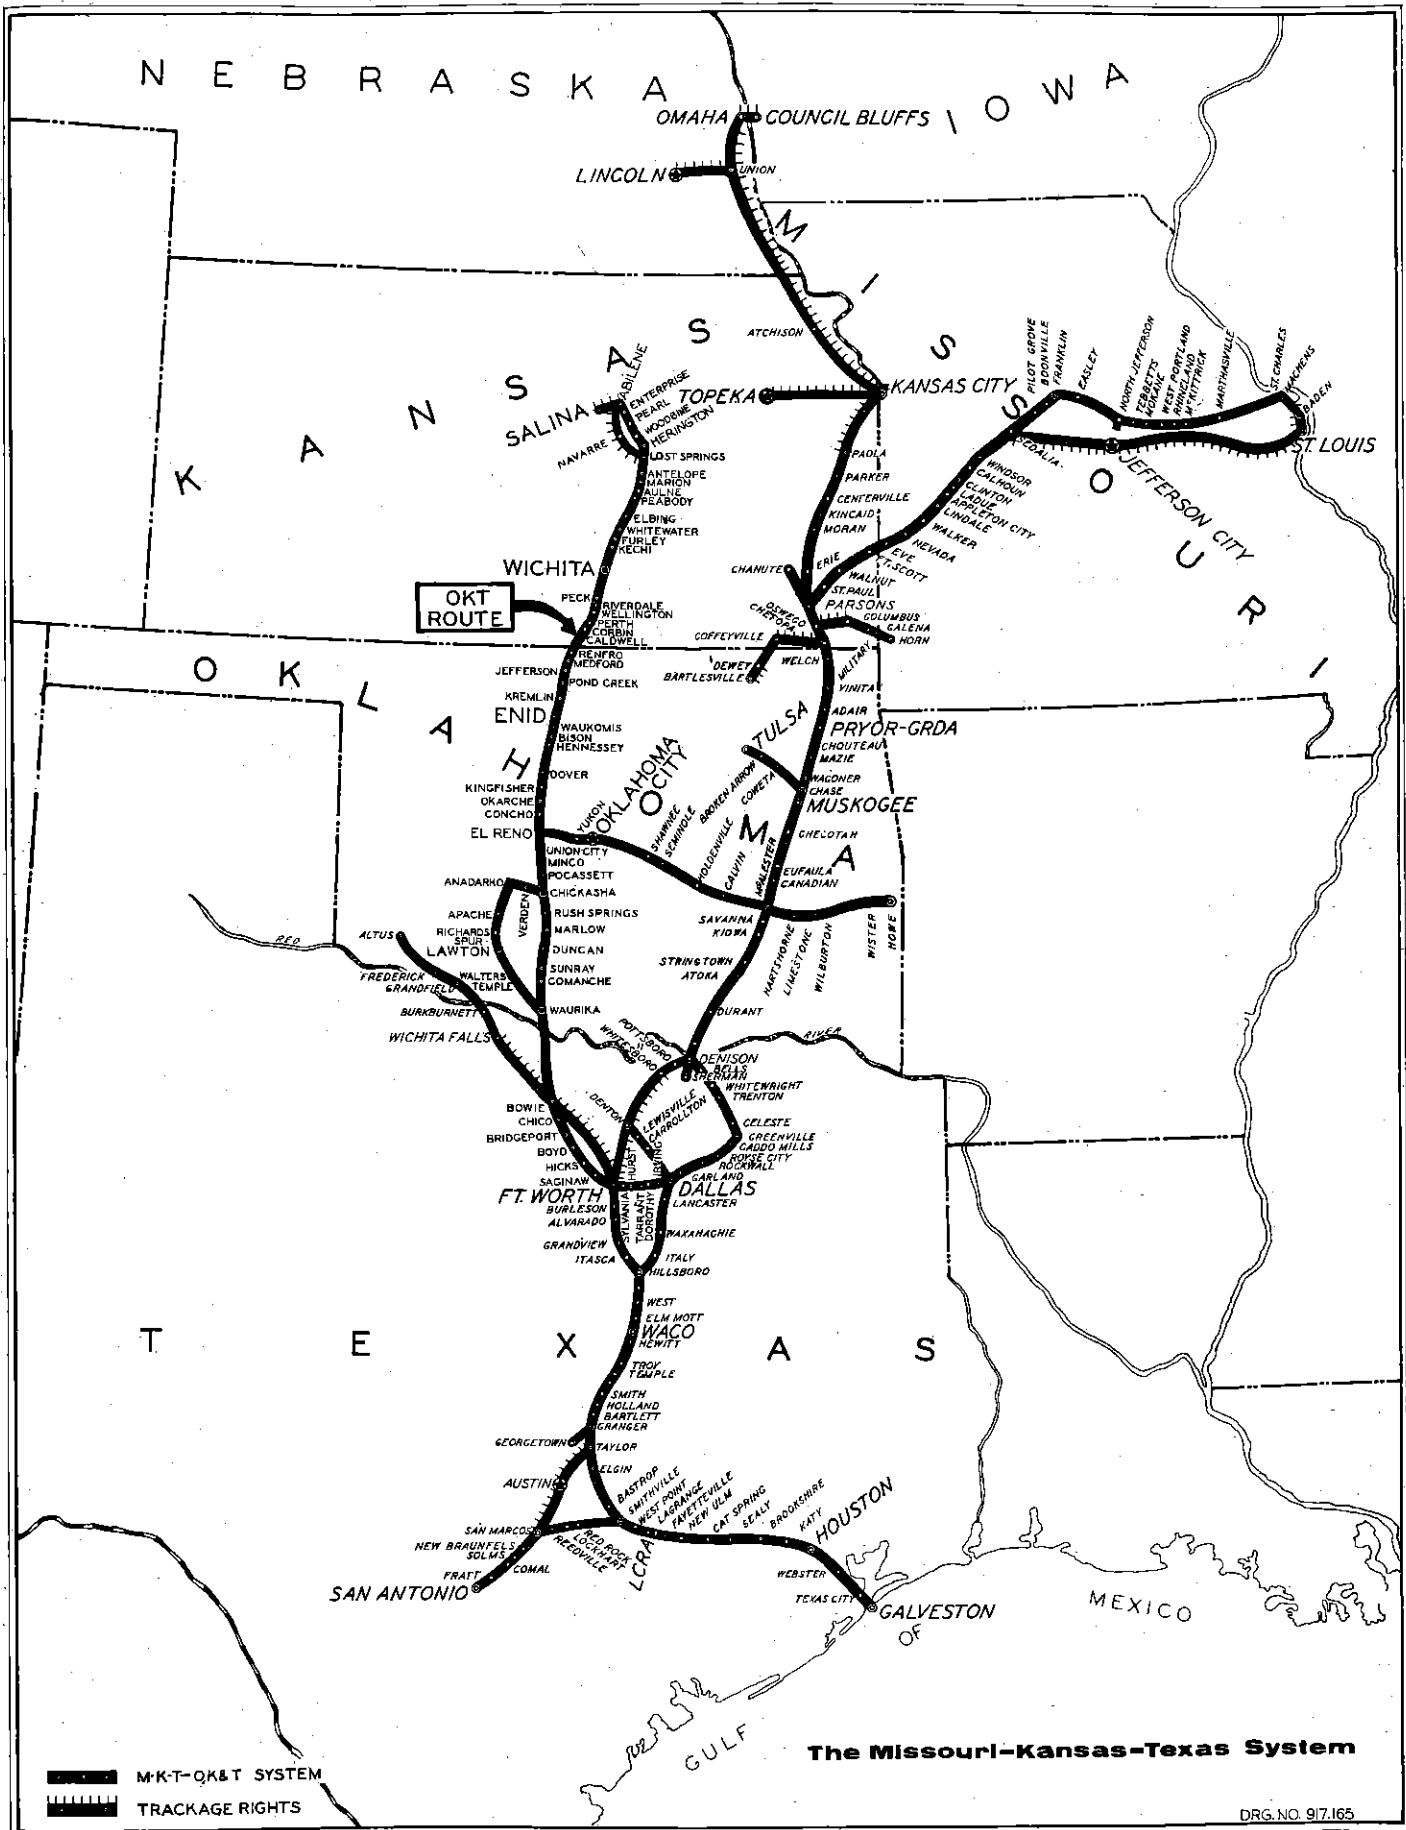 NEBRASKA
IOWA
OMAHA
COUNCIL BLUFFS
LINCOLN
UNION
MISSOURI
ATCHISON
KANSAS
ABILENE
ENTERPRISE
PEARL
WOODBINE
HERINGTON
SALINA
NAVARRE
LOST SPRINGS
TOPEKA
KANSAS CITY
PILOT GROVE
BOONVILLE
FRANKLIN
EASLEY
NORTH JEFFERSON
TEBBETTS
MOKANE
WEST PORTLAND
RHINELAND
McKITTRICK
MARTHASVILLE
ST. CHARLES
MACHENS
BADEN
ST. LOUIS
SEDALIA
JEFFERSON CITY
WINDSOR
CALHOUN
CLINTON
LADUE
APPLETON CITY
LINDALE
WALKER
NEVADA
EVE
FT. SCOTT
PAOLA
PARKER
CENTERVILLE
KINCAID
MORAN
ANTELOPE
MARION
AULNE
PEABODY
ELBING
WHITEWATER
FURLEY
KECHI
WICHITA
CHANUTE
ERIE
WALNUT
ST. PAUL
PARSONS
OKT
ROUTE
PECK
RIVERDALE
WELLINGTON
PERTH
CORBIN
CALDWELL
OSWEGO
CHETOPA
COLUMBUS
GALENA
HORN
COFFEYVILLE
WELCH
MILITARY
DEWEY
BARTLESVILLE
OKLAHOMA
RENFRO
MEDFORD
JEFFERSON
POND CREEK
KREMLIN
ENID
VINITA
ADAIR
PRYOR-GRDA
CHOUTEAU
MAZIE
TULSA
WAUKOMIS
BISON
HENNESSEY
DOVER
KINGFISHER
OKARCHE
CONCHO
EL RENO
YUKON
OKLAHOMA
CITY
BROKEN ARROW
COWETA
WAGONER
CHASE
MUSKOGEE
SHAWNEE
SEMINOLE
HOLDENVILLE
CALVIN
McALESTER
CHECOTAH
EUFAULA
CANADIAN
UNION CITY
MINCO
POCASSETT
ANADARKO
CHICKASHA
VERDEN
APACHE
RUSH SPRINGS
RICHARDS
SPUR
MARLOW
LAWTON
DUNCAN
SAVANNA
KIOWA
HARTSHORNE
LIMESTONE
WILBURTON
WISTER
HOWE
ALTUS
RED
FREDERICK
GRANDFIELD
WALTERS
TEMPLE
SUNRAY
COMANCHE
STRINGTOWN
ATOKA
BURKBURNETT
WAURIKA
DURANT
WICHITA FALLS
POTTSBORO
WHITESBORO
RIVER
DENISON
BELLS
SHERMAN
WHITEWRIGHT
TRENTON
DENTON
LEWISVILLE
CARROLLTON
BOWIE
CHICO
BRIDGEPORT
BOYD
HICKS
SAGINAW
CELESTE
GREENVILLE
CADDO MILLS
ROYSE CITY
ROCKWALL
GARLAND
HURST
IRVING
FT. WORTH
DALLAS
BURLESON
ALVARADO
SYLVANIA
TARRANT
DOROTHY
LANCASTER
GRANDVIEW
ITASCA
WAXAHACHIE
ITALY
HILLSBORO
WEST
ELM MOTT
WACO
HEWITT
TEXAS
TROY
TEMPLE
SMITH
HOLLAND
BARTLETT
GRANGER
GEORGETOWN
TAYLOR
ELGIN
AUSTIN
BASTROP
SMITHVILLE
WEST POINT
LAGRANGE
FAYETTEVILLE
NEW ULM
CAT SPRING
SEALY
BROOKSHIRE
KATY
HOUSTON
SAN MARCOS
NEW BRAUNFELS
SOLMS
RED ROCK
LOCKHART
REEDVILLE
LCRA
FRATT
COMAL
SAN ANTONIO
WEBSTER
TEXAS CITY
GALVESTON
GULF
OF
MEXICO
The Missouri-Kansas-Texas System
M-K-T-OK&T SYSTEM
TRACKAGE RIGHTS
DRG. NO. 917.165